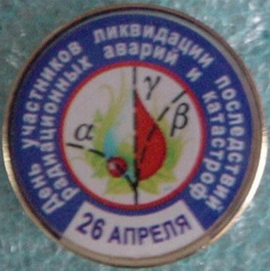 День участников ликвидации последствий
радиационных аварий и катастроф
α γ β
26 АПРЕЛЯ